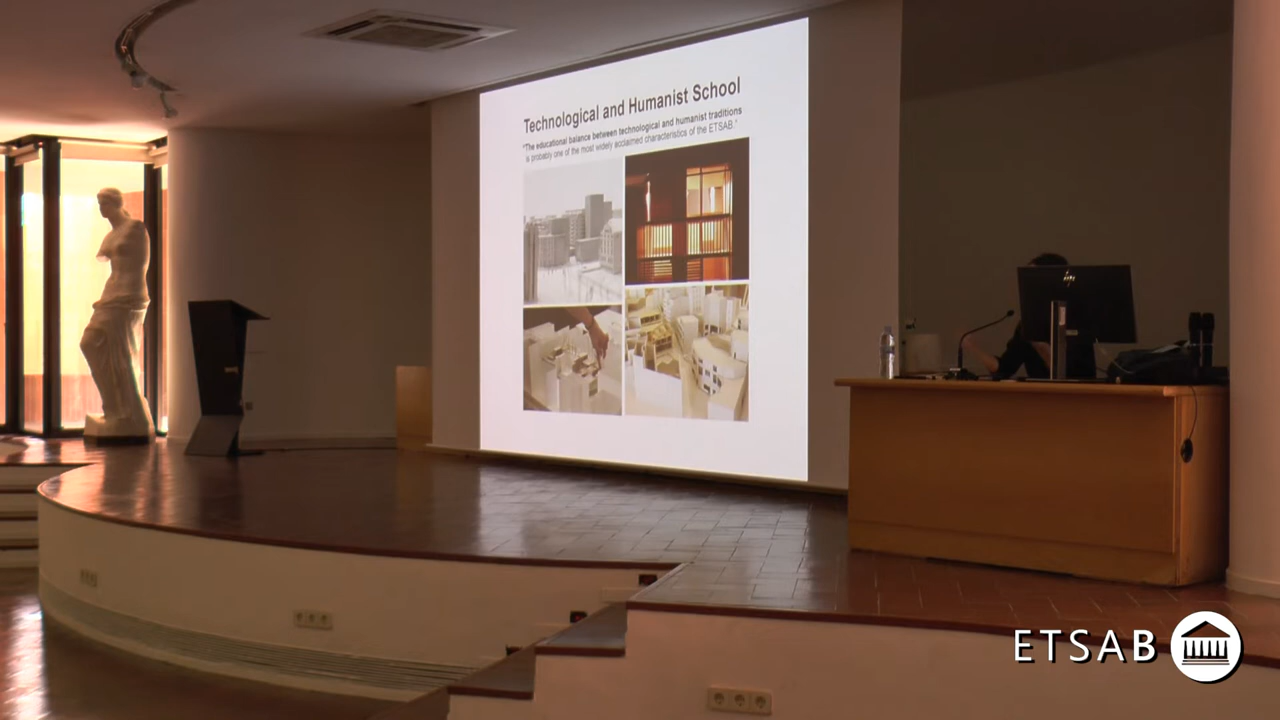 Technological and Humanist School
"The educational balance between technological and humanist traditions
is probably one of the most widely acclaimed characteristics of the ETSAB."
hp
ETSAB